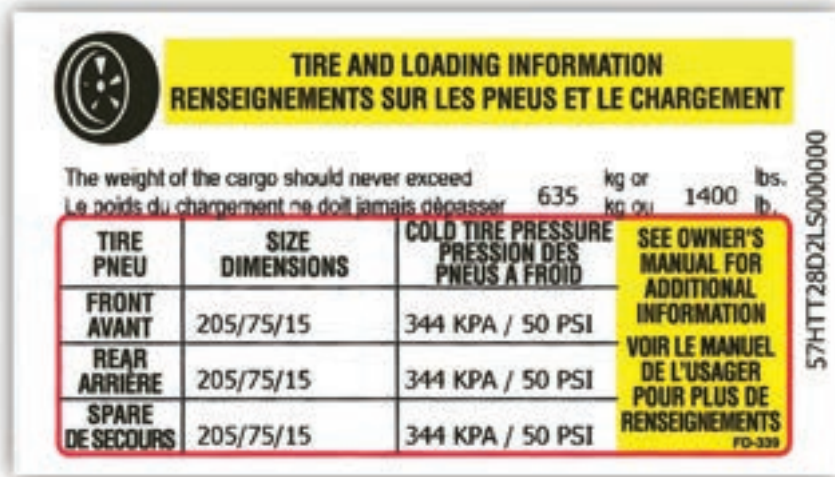 TIRE AND LOADING INFORMATION
RENSEIGNEMENTS SUR LES PNEUS ET LE CHARGEMENT
The weight of the cargo should never exceed 635 kg or 1400 lbs.
Le poids du chargement ne doit jamais dépasser kg ou lb.
TIRE PNEU
SIZE DIMENSIONS
COLD TIRE PRESSURE
PRESSION DES
PNEUS A FROID
SEE OWNER'S
MANUAL FOR
ADDITIONAL
INFORMATION
VOIR LE MANUEL
DE L'USAGER
POUR PLUS DE
RENSEIGNEMENTS
FD-339
FRONT AVANT 205/75/15 344 KPA / 50 PSI
REAR ARRIÈRE 205/75/15 344 KPA / 50 PSI
SPARE DE SECOURS 205/75/15 344 KPA / 50 PSI
57HTT28D2LS000000